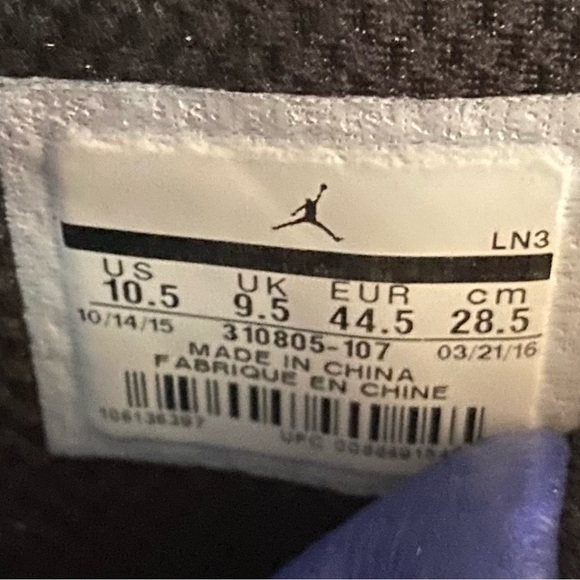 LN3
US UK EUR cm
10.5 9.5 44.5 28.5
10/14/15 310805-107 03/21/16
MADE IN CHINA
FABRIQUE EN CHINE
UPC